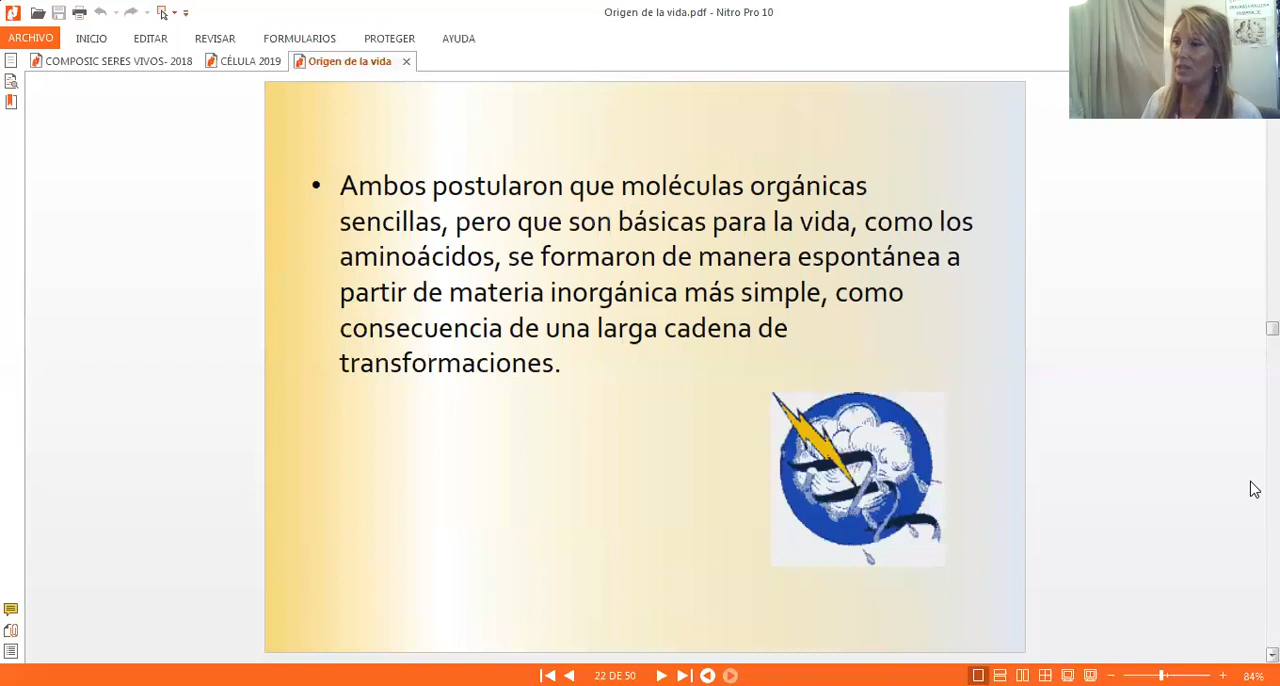 Origen de la vida.pdf - Nitro Pro 10
ARCHIVO INICIO EDITAR REVISAR FORMULARIOS PROTEGER AYUDA
COMPOSIC SERES VIVOS- 2018 CÉLULA 2019 Origen de la vida
• Ambos postularon que moléculas orgánicas
sencillas, pero que son básicas para la vida, como los
aminoácidos, se formaron de manera espontánea a
partir de materia inorgánica más simple, como
consecuencia de una larga cadena de
transformaciones.
22 DE 50
84%